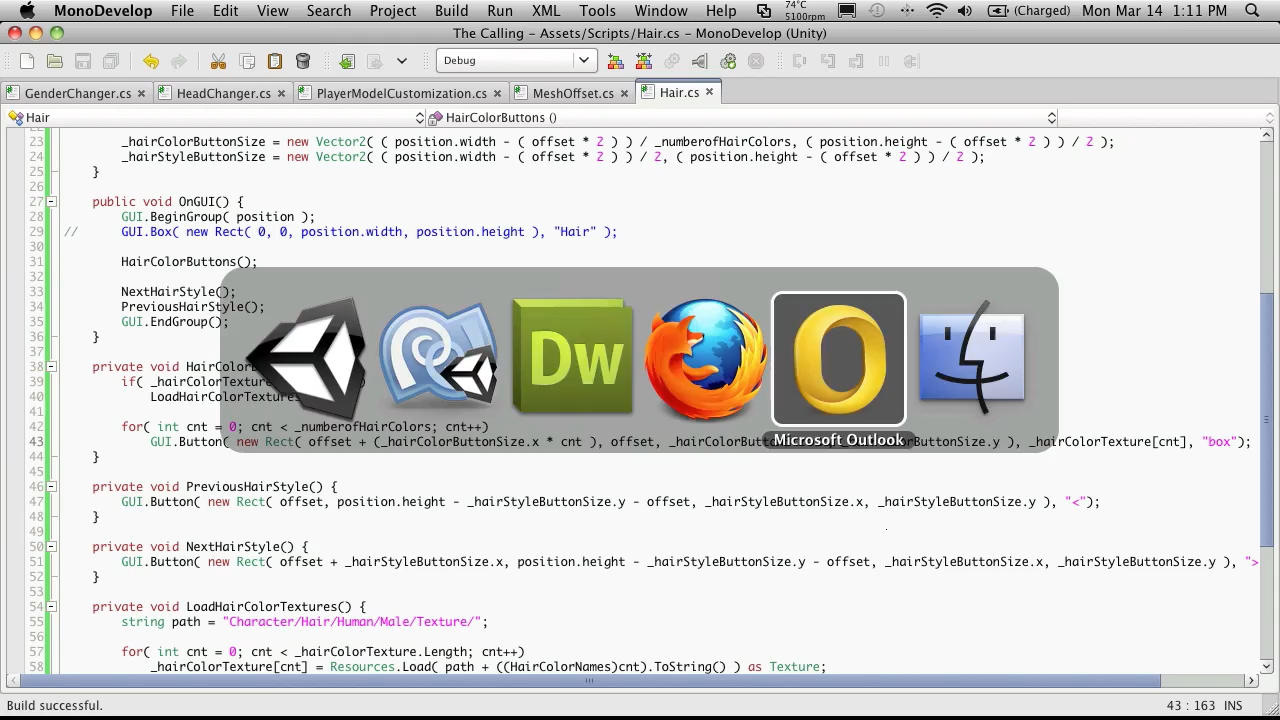 MonoDevelop File Edit View Search Project Build Run XML Tools Window Help 74°C 5100rpm (Charged) Mon Mar 14 1:11 PM
The Calling - Assets/Scripts/Hair.cs - MonoDevelop (Unity)
Debug
GenderChanger.cs HeadChanger.cs PlayerModelCustomization.cs MeshOffset.cs Hair.cs
Hair HairColorButtons ()
22
23 _hairColorButtonSize = new Vector2( ( position.width - ( offset * 2 ) ) / _numberofHairColors, ( position.height - ( offset * 2 ) ) / 2 );
24 _hairStyleButtonSize = new Vector2( ( position.width - ( offset * 2 ) ) / 2, ( position.height - ( offset * 2 ) ) / 2 );
25 }
26
27 public void OnGUI() {
28 GUI.BeginGroup( position );
29 // GUI.Box( new Rect( 0, 0, position.width, position.height ), "Hair" );
30
31 HairColorButtons();
32
33 NextHairStyle();
34 PreviousHairStyle();
35 GUI.EndGroup();
36 }
37
38 private void HairColo
39 if( _hairColorTexture
40 LoadHairColorTextures
41
42 for( int cnt = 0; cnt < _numberofHairColors; cnt++)
43 GUI.Button( new Rect( offset + (_hairColorButtonSize.x * cnt ), offset, _hairColorButtonSize.y ), _hairColorTexture[cnt], "box");
44 }
45
46 private void PreviousHairStyle() {
47 GUI.Button( new Rect( offset, position.height - _hairStyleButtonSize.y - offset, _hairStyleButtonSize.x, _hairStyleButtonSize.y ), "<");
48 }
49
50 private void NextHairStyle() {
51 GUI.Button( new Rect( offset + _hairStyleButtonSize.x, position.height - _hairStyleButtonSize.y - offset, _hairStyleButtonSize.x, _hairStyleButtonSize.y ), ">
52 }
53
54 private void LoadHairColorTextures() {
55 string path = "Character/Hair/Human/Male/Texture/";
56
57 for( int cnt = 0; cnt < _hairColorTexture.Length; cnt++)
58 _hairColorTexture[cnt] = Resources.Load( path + ((HairColorNames)cnt).ToString() ) as Texture;
Dw
Microsoft Outlook
Build successful. 43 : 163 INS